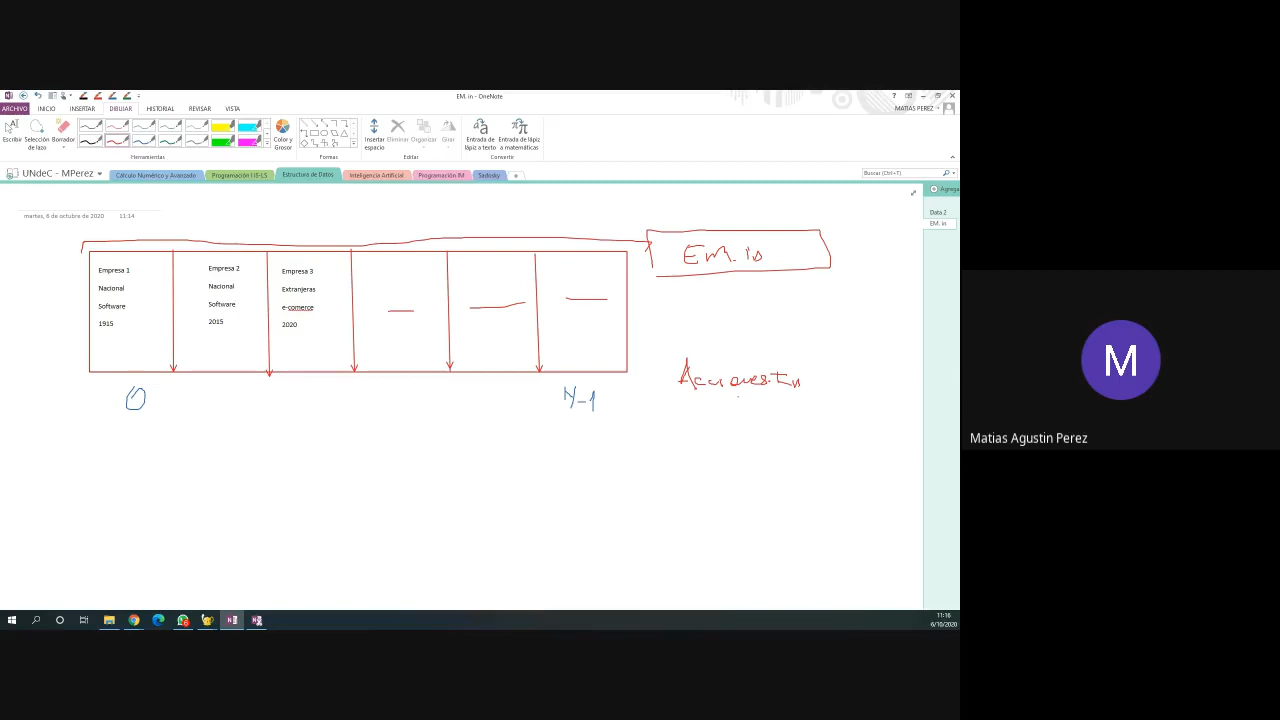 EM. in - OneNote
ARCHIVO INICIO INSERTAR DIBUJAR HISTORIAL REVISAR VISTA
MATIAS PEREZ
Escribir
Selección de lazo
Borrador
Color y Grosor
Insertar espacio
Eliminar
Organizar
Girar
Entrada de lápiz a texto
Entrada de lápiz a matemáticas
Herramientas
Formas
Editar
Convertir
UNdeC - MPerez
Cálculo Numérico y Avanzado
Programación I IS-LS
Estructura de Datos
Inteligencia Artificial
Programación IM
Sadosky
Buscar (Ctrl+T)
Agrega
Data 2
EM. in
martes, 6 de octubre de 2020 11:14
Empresa 1
Nacional
Software
1915
Empresa 2
Nacional
Software
2015
Empresa 3
Extranjeras
e-comerce
2020
EM. in
0
N-1
M
Matias Agustin Perez
11:16
6/10/2020